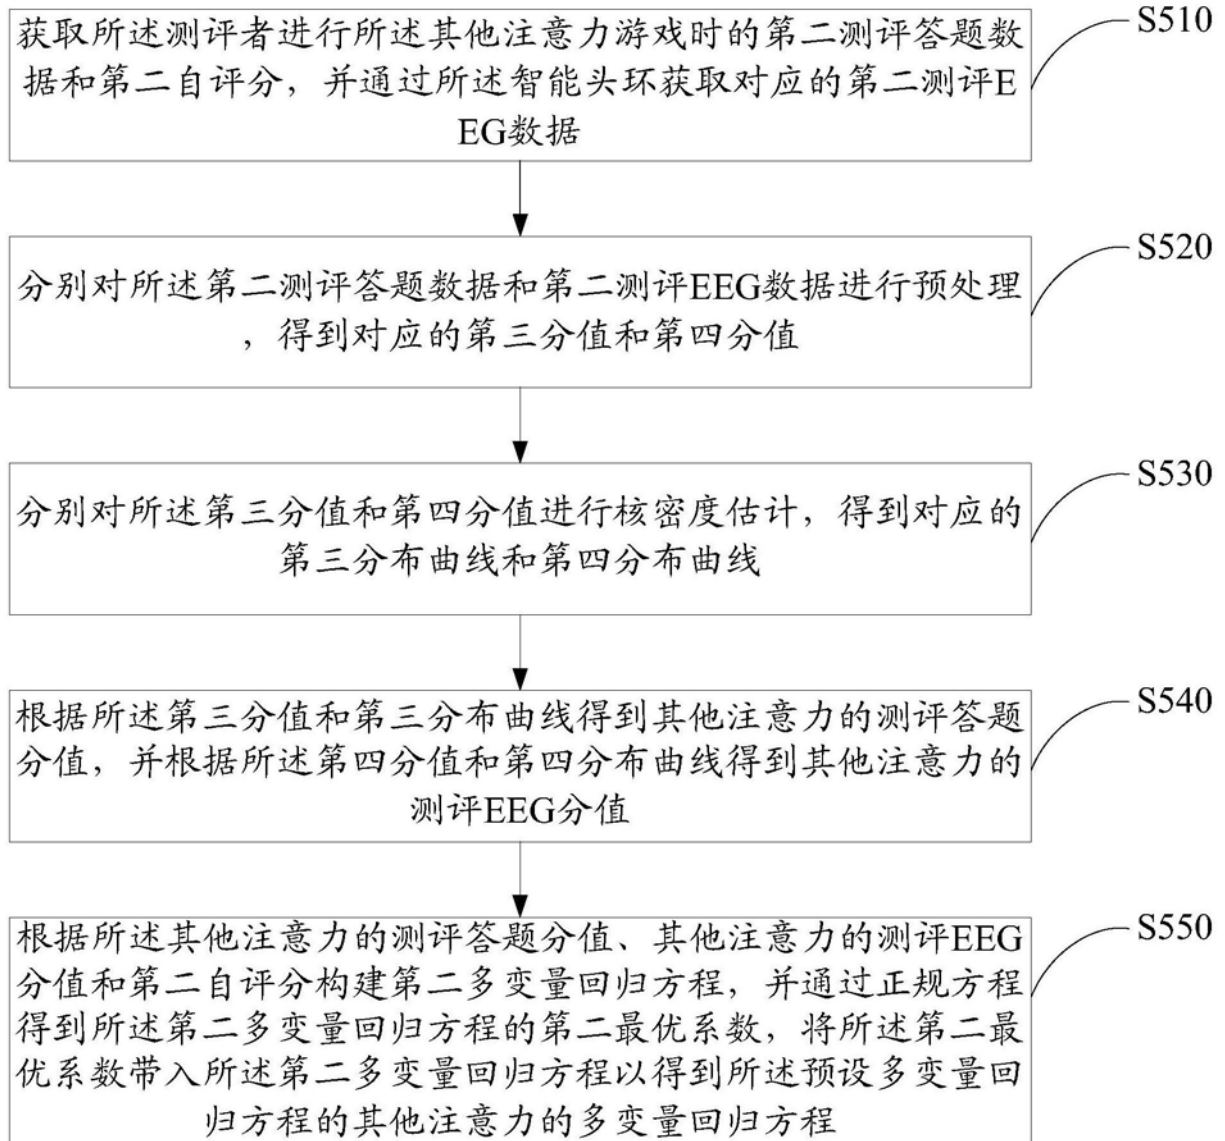 获取所述测评者进行所述其他注意力游戏时的第二测评答题数
据和第二自评分，并通过所述智能头环获取对应的第二测评E
EG数据
S510
分别对所述第二测评答题数据和第二测评EEG数据进行预处理
，得到对应的第三分值和第四分值
S520
分别对所述第三分值和第四分值进行核密度估计，得到对应的
第三分布曲线和第四分布曲线
S530
根据所述第三分值和第三分布曲线得到其他注意力的测评答题
分值，并根据所述第四分值和第四分布曲线得到其他注意力的
测评EEG分值
S540
根据所述其他注意力的测评答题分值、其他注意力的测评EEG
分值和第二自评分构建第二多变量回归方程，并通过正规方程
得到所述第二多变量回归方程的第二最优系数，将所述第二最
优系数带入所述第二多变量回归方程以得到所述预设多变量回
归方程的其他注意力的多变量回归方程
S550